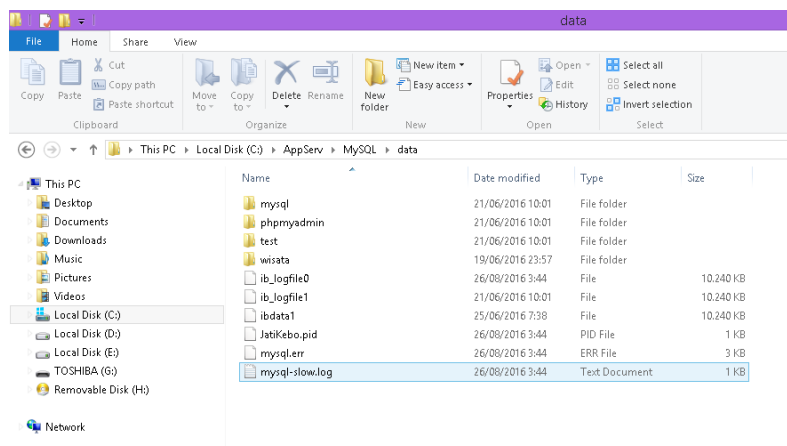 data
File Home Share View
Copy
Paste
Cut
Copy path
Paste shortcut
Clipboard
Move to
Copy to
Delete
Rename
Organize
New folder
New item
Easy access
New
Properties
Open
Edit
History
Open
Select all
Select none
Invert selection
Select
This PC Local Disk (C:) AppServ MySQL data
This PC
Desktop
Documents
Downloads
Music
Pictures
Videos
Local Disk (C:)
Local Disk (D:)
Local Disk (E:)
TOSHIBA (G:)
Removable Disk (H:)
Network
Name Date modified Type Size
mysql 21/06/2016 10:01 File folder
phpmyadmin 21/06/2016 10:01 File folder
test 21/06/2016 10:01 File folder
wisata 19/06/2016 23:57 File folder
ib_logfile0 26/08/2016 3:44 File 10.240 KB
ib_logfile1 21/06/2016 10:01 File 10.240 KB
ibdata1 25/06/2016 7:38 File 10.240 KB
JatiKebo.pid 26/08/2016 3:44 PID File 1 KB
mysql.err 26/08/2016 3:44 ERR File 3 KB
mysql-slow.log 26/08/2016 3:44 Text Document 1 KB